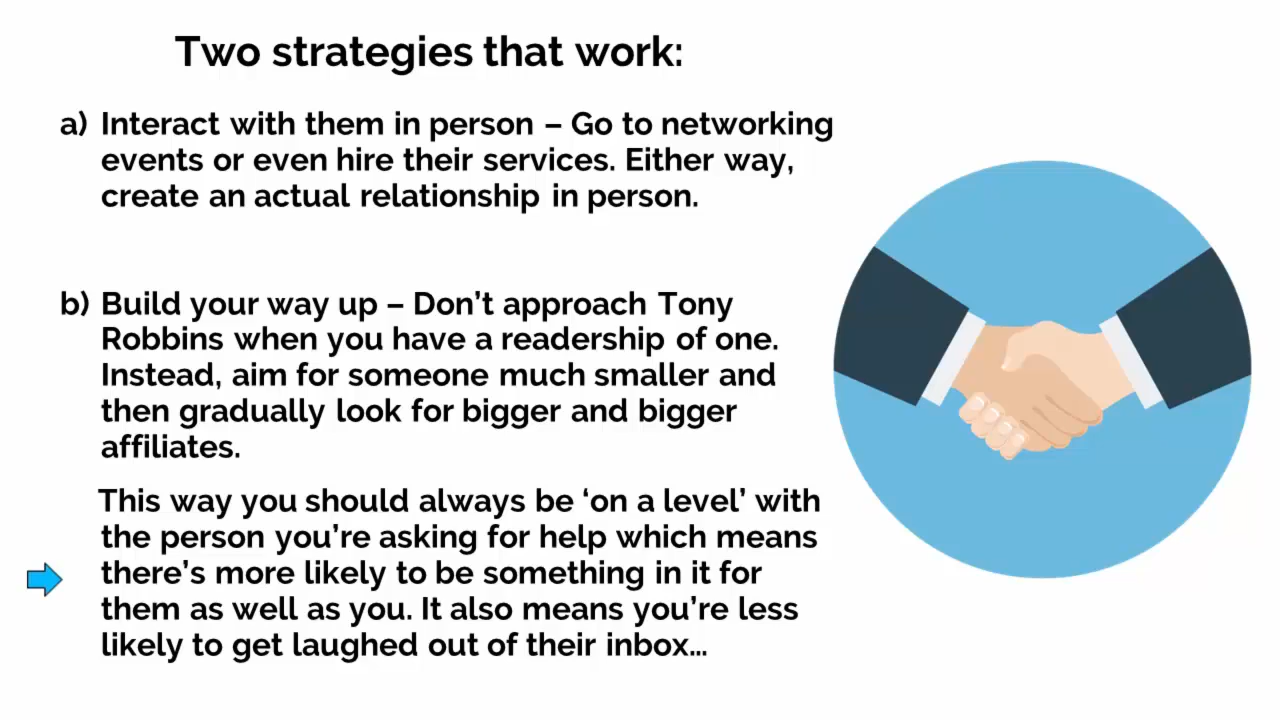 Two strategies that work:
a) Interact with them in person – Go to networking
events or even hire their services. Either way,
create an actual relationship in person.
b) Build your way up – Don’t approach Tony
Robbins when you have a readership of one.
Instead, aim for someone much smaller and
then gradually look for bigger and bigger
affiliates.
This way you should always be ‘on a level’ with
the person you’re asking for help which means
there’s more likely to be something in it for
them as well as you. It also means you’re less
likely to get laughed out of their inbox…